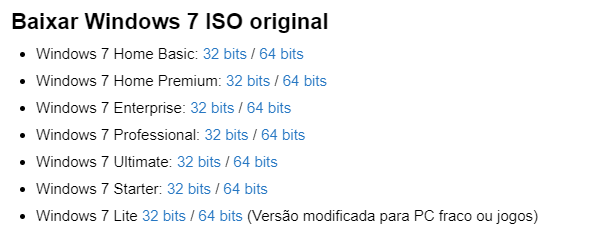 Baixar Windows 7 ISO original
• Windows 7 Home Basic: 32 bits / 64 bits
• Windows 7 Home Premium: 32 bits / 64 bits
• Windows 7 Enterprise: 32 bits / 64 bits
• Windows 7 Professional: 32 bits / 64 bits
• Windows 7 Ultimate: 32 bits / 64 bits
• Windows 7 Starter: 32 bits / 64 bits
• Windows 7 Lite 32 bits / 64 bits (Versão modificada para PC fraco ou jogos)